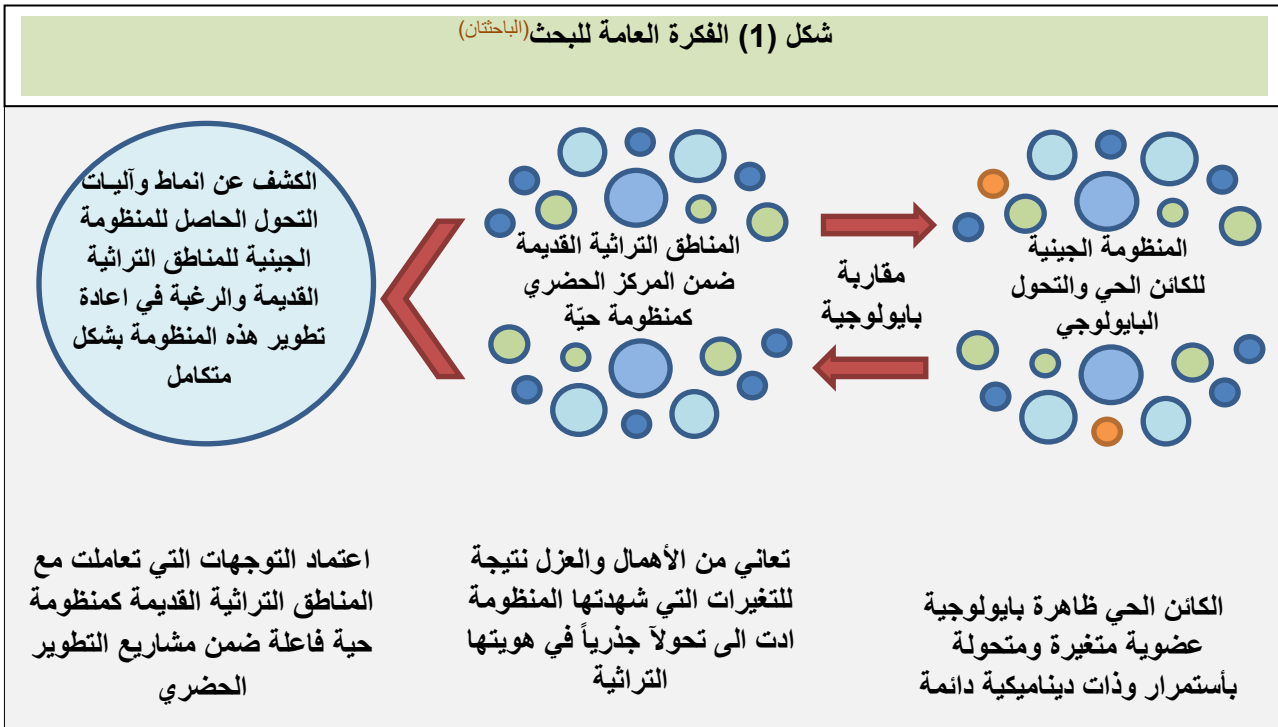 شكل (1) الفكرة العامة للبحث(الباحثتان)
المنظومة الجينية
للكائن الحي والتحول
البايولوجي
مقاربة
بايولوجية
المناطق التراثية القديمة
ضمن المركز الحضري
كمنظومة حيّة
الكشف عن انماط وآليات
التحول الحاصل للمنظومة
الجينية للمناطق التراثية
القديمة والرغبة في اعادة
تطوير هذه المنظومة بشكل
متكامل
الكائن الحي ظاهرة بايولوجية
عضوية متغيرة ومتحولة
بأستمرار وذات ديناميكية دائمة
تعاني من الأهمال والعزل نتيجة
للتغيرات التي شهدتها المنظومة
ادت الى تحولآ جذرياً في هويتها
التراثية
اعتماد التوجهات التي تعاملت مع
المناطق التراثية القديمة كمنظومة
حية فاعلة ضمن مشاريع التطوير
الحضري